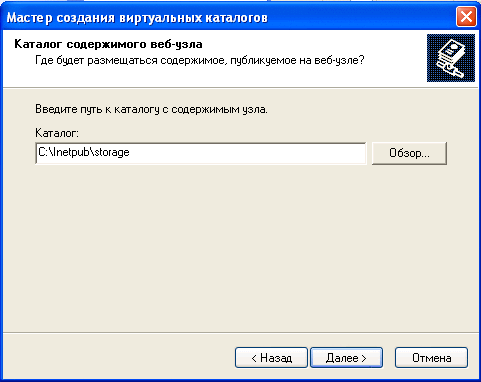 Мастер создания виртуальных каталогов
Каталог содержимого веб-узла
Где будет размещаться содержимое, публикуемое на веб-узле?
Введите путь к каталогу с содержимым узла.
Каталог:
C:\Inetpub\storage
Обзор...
< Назад
Далее >
Отмена